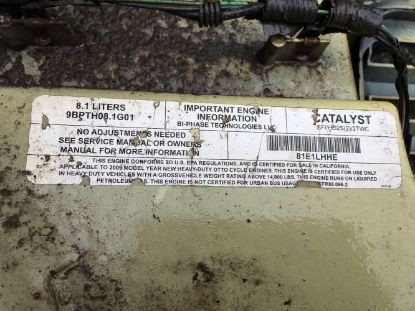 8.1 LITERS
9BPTH08.1G01
IMPORTANT ENGINE
INFORMATION
BI-PHASE TECHNOLOGIES LLC
CATALYST
NO ADJUSTMENTS NEEDED
SEE SERVICE MANUAL OR OWNERS
MANUAL FOR MORE INFORMATION
81E1LHHE
THIS ENGINE CONFORMS TO U.S. EPA REGULATIONS, AND IS CERTIFIED FOR SALE IN CALIFORNIA.
APPLICABLE TO 2009 MODEL YEAR NEW HEAVY-DUTY OTTO CYCLE ENGINES. THIS ENGINE IS CERTIFIED FOR USE ONLY
IN HEAVY DUTY VEHICLES WITH A GROSS VEHICLE WEIGHT RATING ABOVE 14,000 LBS. THIS ENGINE RUNS ON LIQUIFIED
PETROLEUM GAS. THIS ENGINE IS NOT CERTIFIED FOR URBAN BUS USAGE